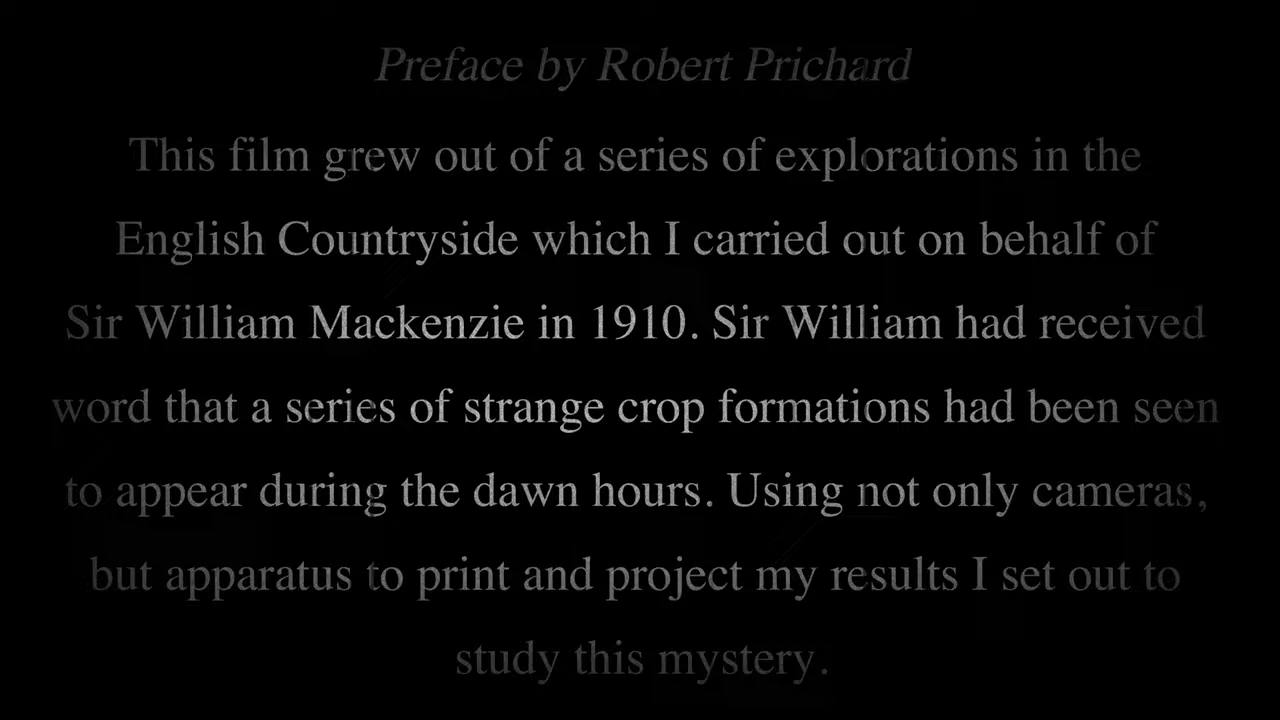 Preface by Robert Prichard
This film grew out of a series of explorations in the
English Countryside which I carried out on behalf of
Sir William Mackenzie in 1910. Sir William had received
word that a series of strange crop formations had been seen
to appear during the dawn hours. Using not only cameras,
but apparatus to print and project my results I set out to
study this mystery.